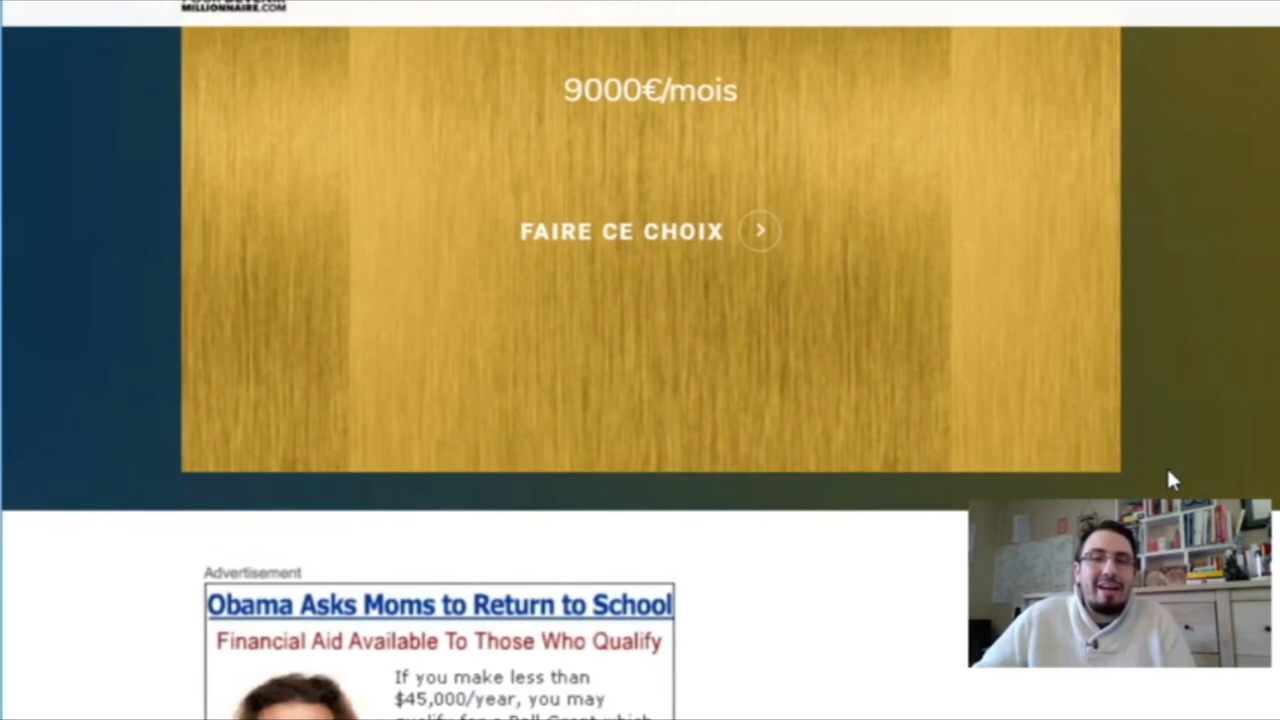 MILLIONNAIRE.COM
9000€/mois
FAIRE CE CHOIX
Advertisement
Obama Asks Moms to Return to School
Financial Aid Available To Those Who Qualify
If you make less than
$45,000/year, you may